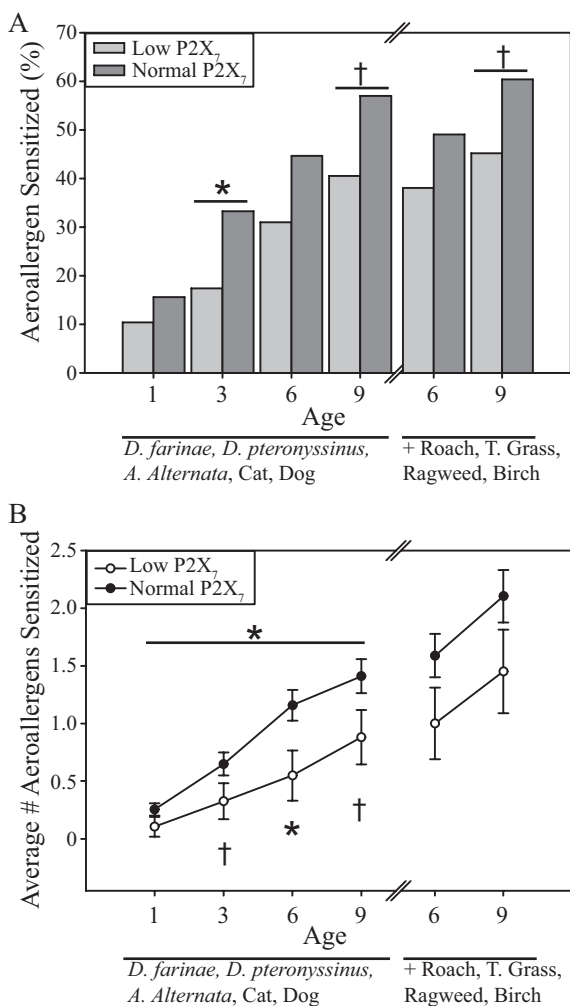 A
Aeroallergen Sensitized (%)
70
60
50
40
30
20
10
0
Low P2X₇
Normal P2X₇
*
†
†
1 3 6 9 6 9
Age
D. farinae, D. pteronyssinus,
A. Alternata, Cat, Dog
+ Roach, T. Grass,
Ragweed, Birch
B
Average # Aeroallergens Sensitized
2.5
2.0
1.5
1.0
0.5
0
Low P2X₇
Normal P2X₇
*
†
*
†
1 3 6 9 6 9
Age
D. farinae, D. pteronyssinus,
A. Alternata, Cat, Dog
+ Roach, T. Grass,
Ragweed, Birch